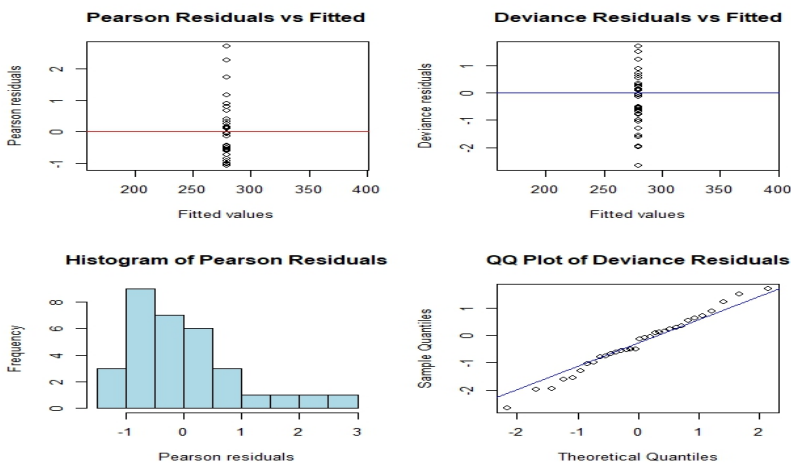 Pearson Residuals vs Fitted
Pearson residuals
-1 0 1 2
200 250 300 350 400
Fitted values
Deviance Residuals vs Fitted
Deviance residuals
-2 -1 0 1
200 250 300 350 400
Fitted values
Histogram of Pearson Residuals
Frequency
0 2 4 6 8
-1 0 1 2 3
Pearson residuals
QQ Plot of Deviance Residuals
Sample Quantiles
-2 -1 0 1
-2 -1 0 1 2
Theoretical Quantiles